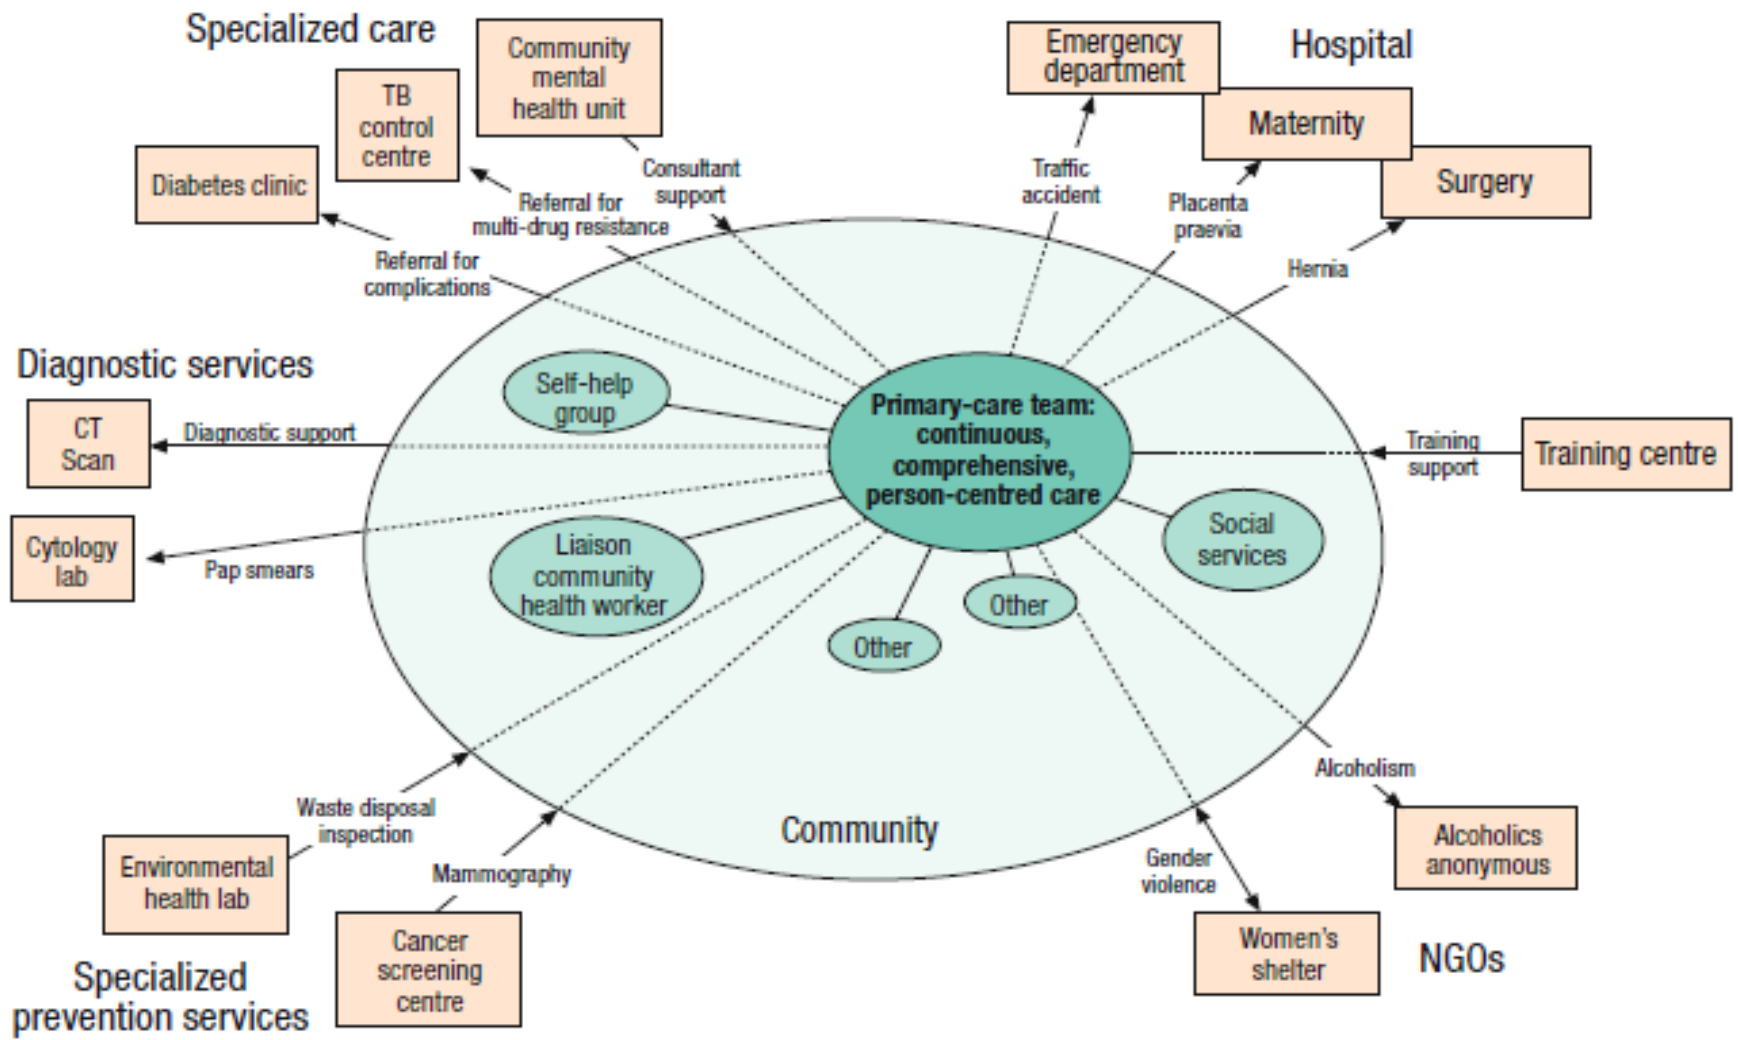 Specialized care
Community
mental
health unit
TB
control
centre
Diabetes clinic
Consultant
support
Referral for
multi-drug resistance
Referral for
complications
Emergency
department
Hospital
Maternity
Surgery
Traffic
accident
Placenta
praevia
Hernia
Diagnostic services
CT
Scan
Diagnostic support
Cytology
lab
Pap smears
Self-help
group
Primary-care team:
continuous,
comprehensive,
person-centred care
Training
support
Training centre
Liaison
community
health worker
Social
services
Other
Other
Community
Waste disposal
inspection
Environmental
health lab
Mammography
Cancer
screening
centre
Specialized
prevention services
Alcoholism
Alcoholics
anonymous
Gender
violence
Women's
shelter
NGOs